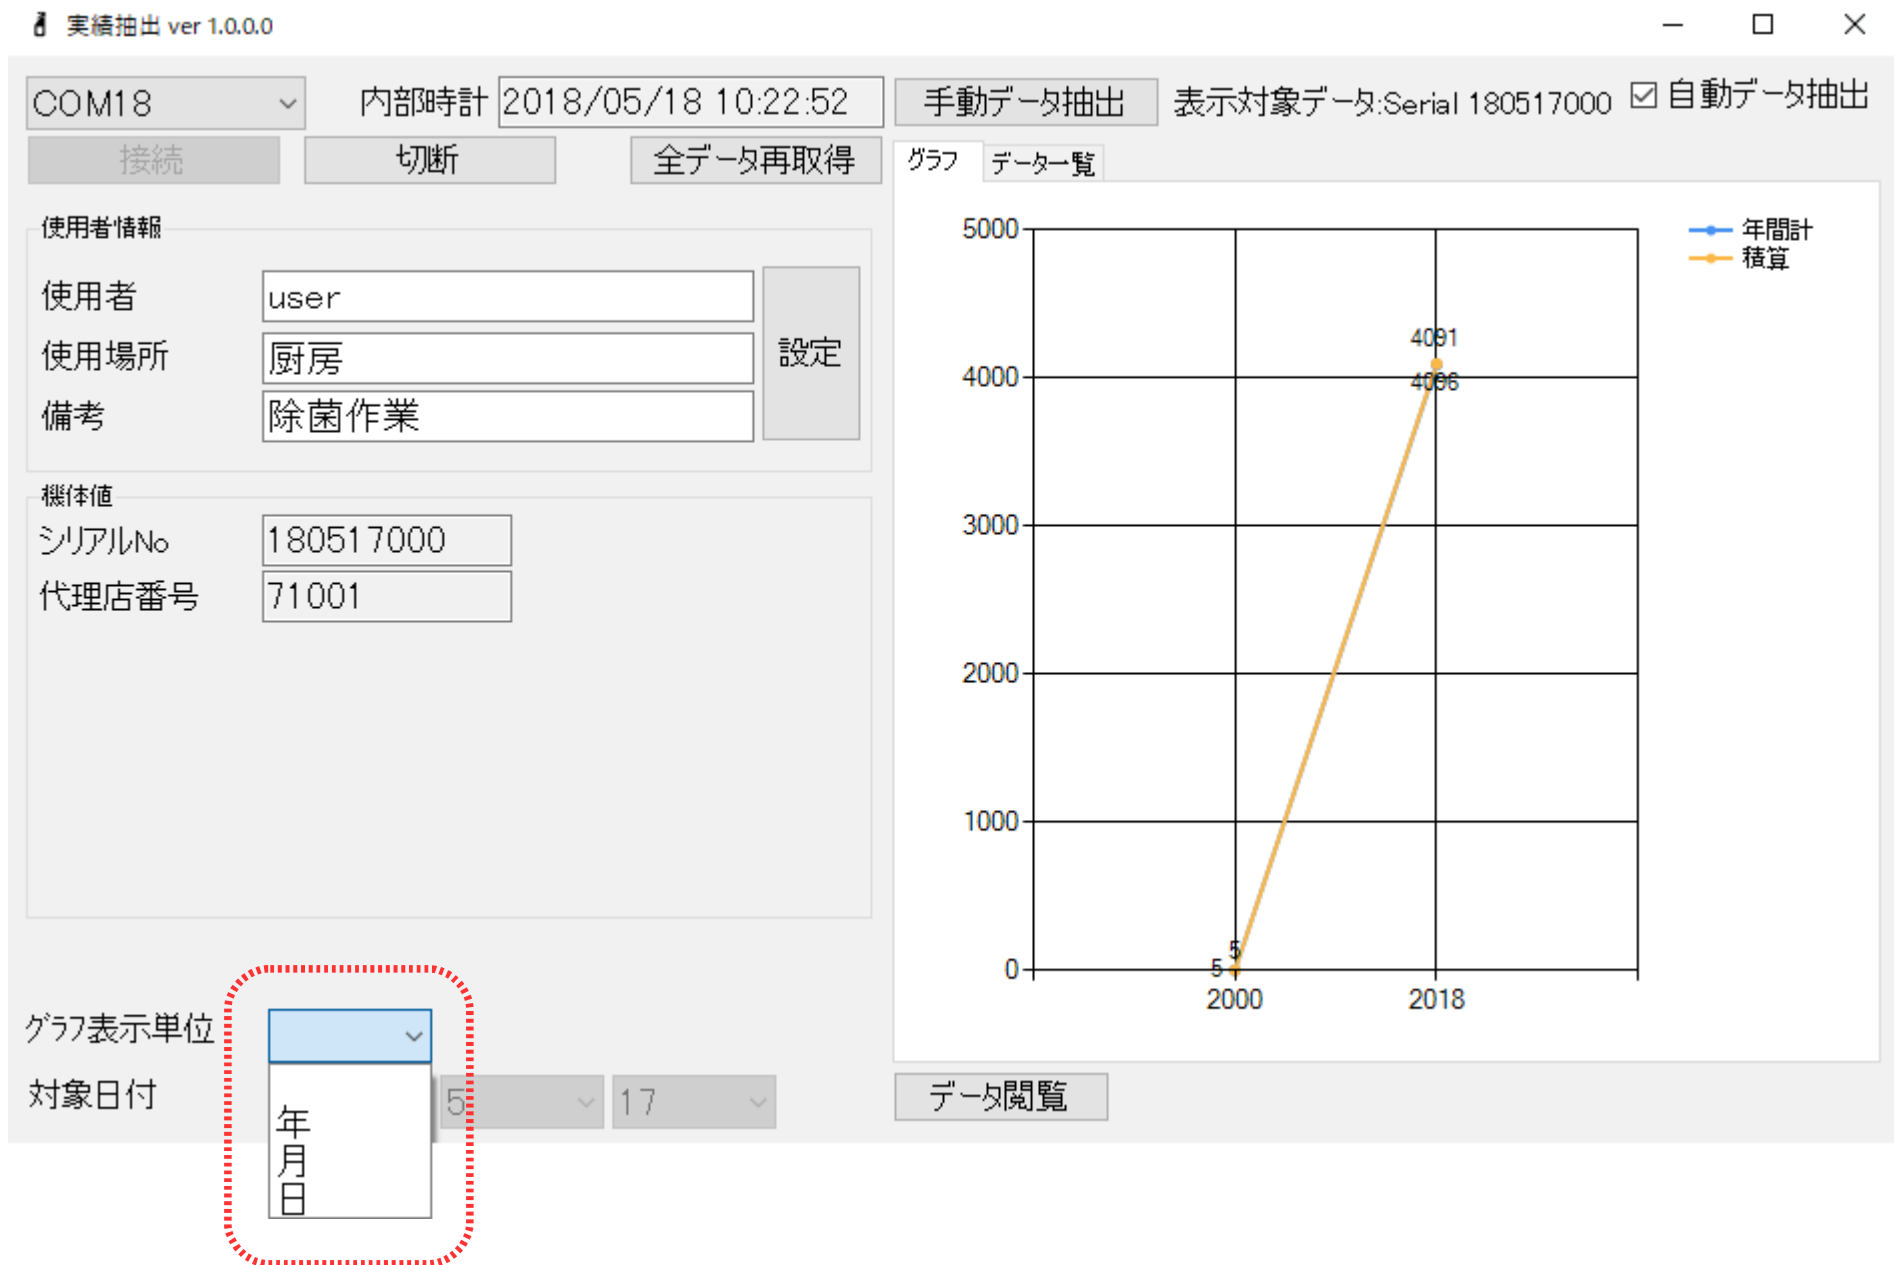 実績抽出 ver 1.0.0.0
COM18 内部時計 2018/05/18 10:22:52 手動データ抽出 表示対象データ:Serial 180517000 自動データ抽出
接続 切断 全データ再取得
グラフ データ一覧
使用者情報
使用者 user
使用場所 厨房
備考 除菌作業
設定
機体値
シリアルNo 180517000
代理店番号 71001
グラフ表示単位
対象日付 5 17
年
月
日
年間計
積算
5000
4000
3000
2000
1000
0
4091
4096
5
5
2000 2018
データ閲覧